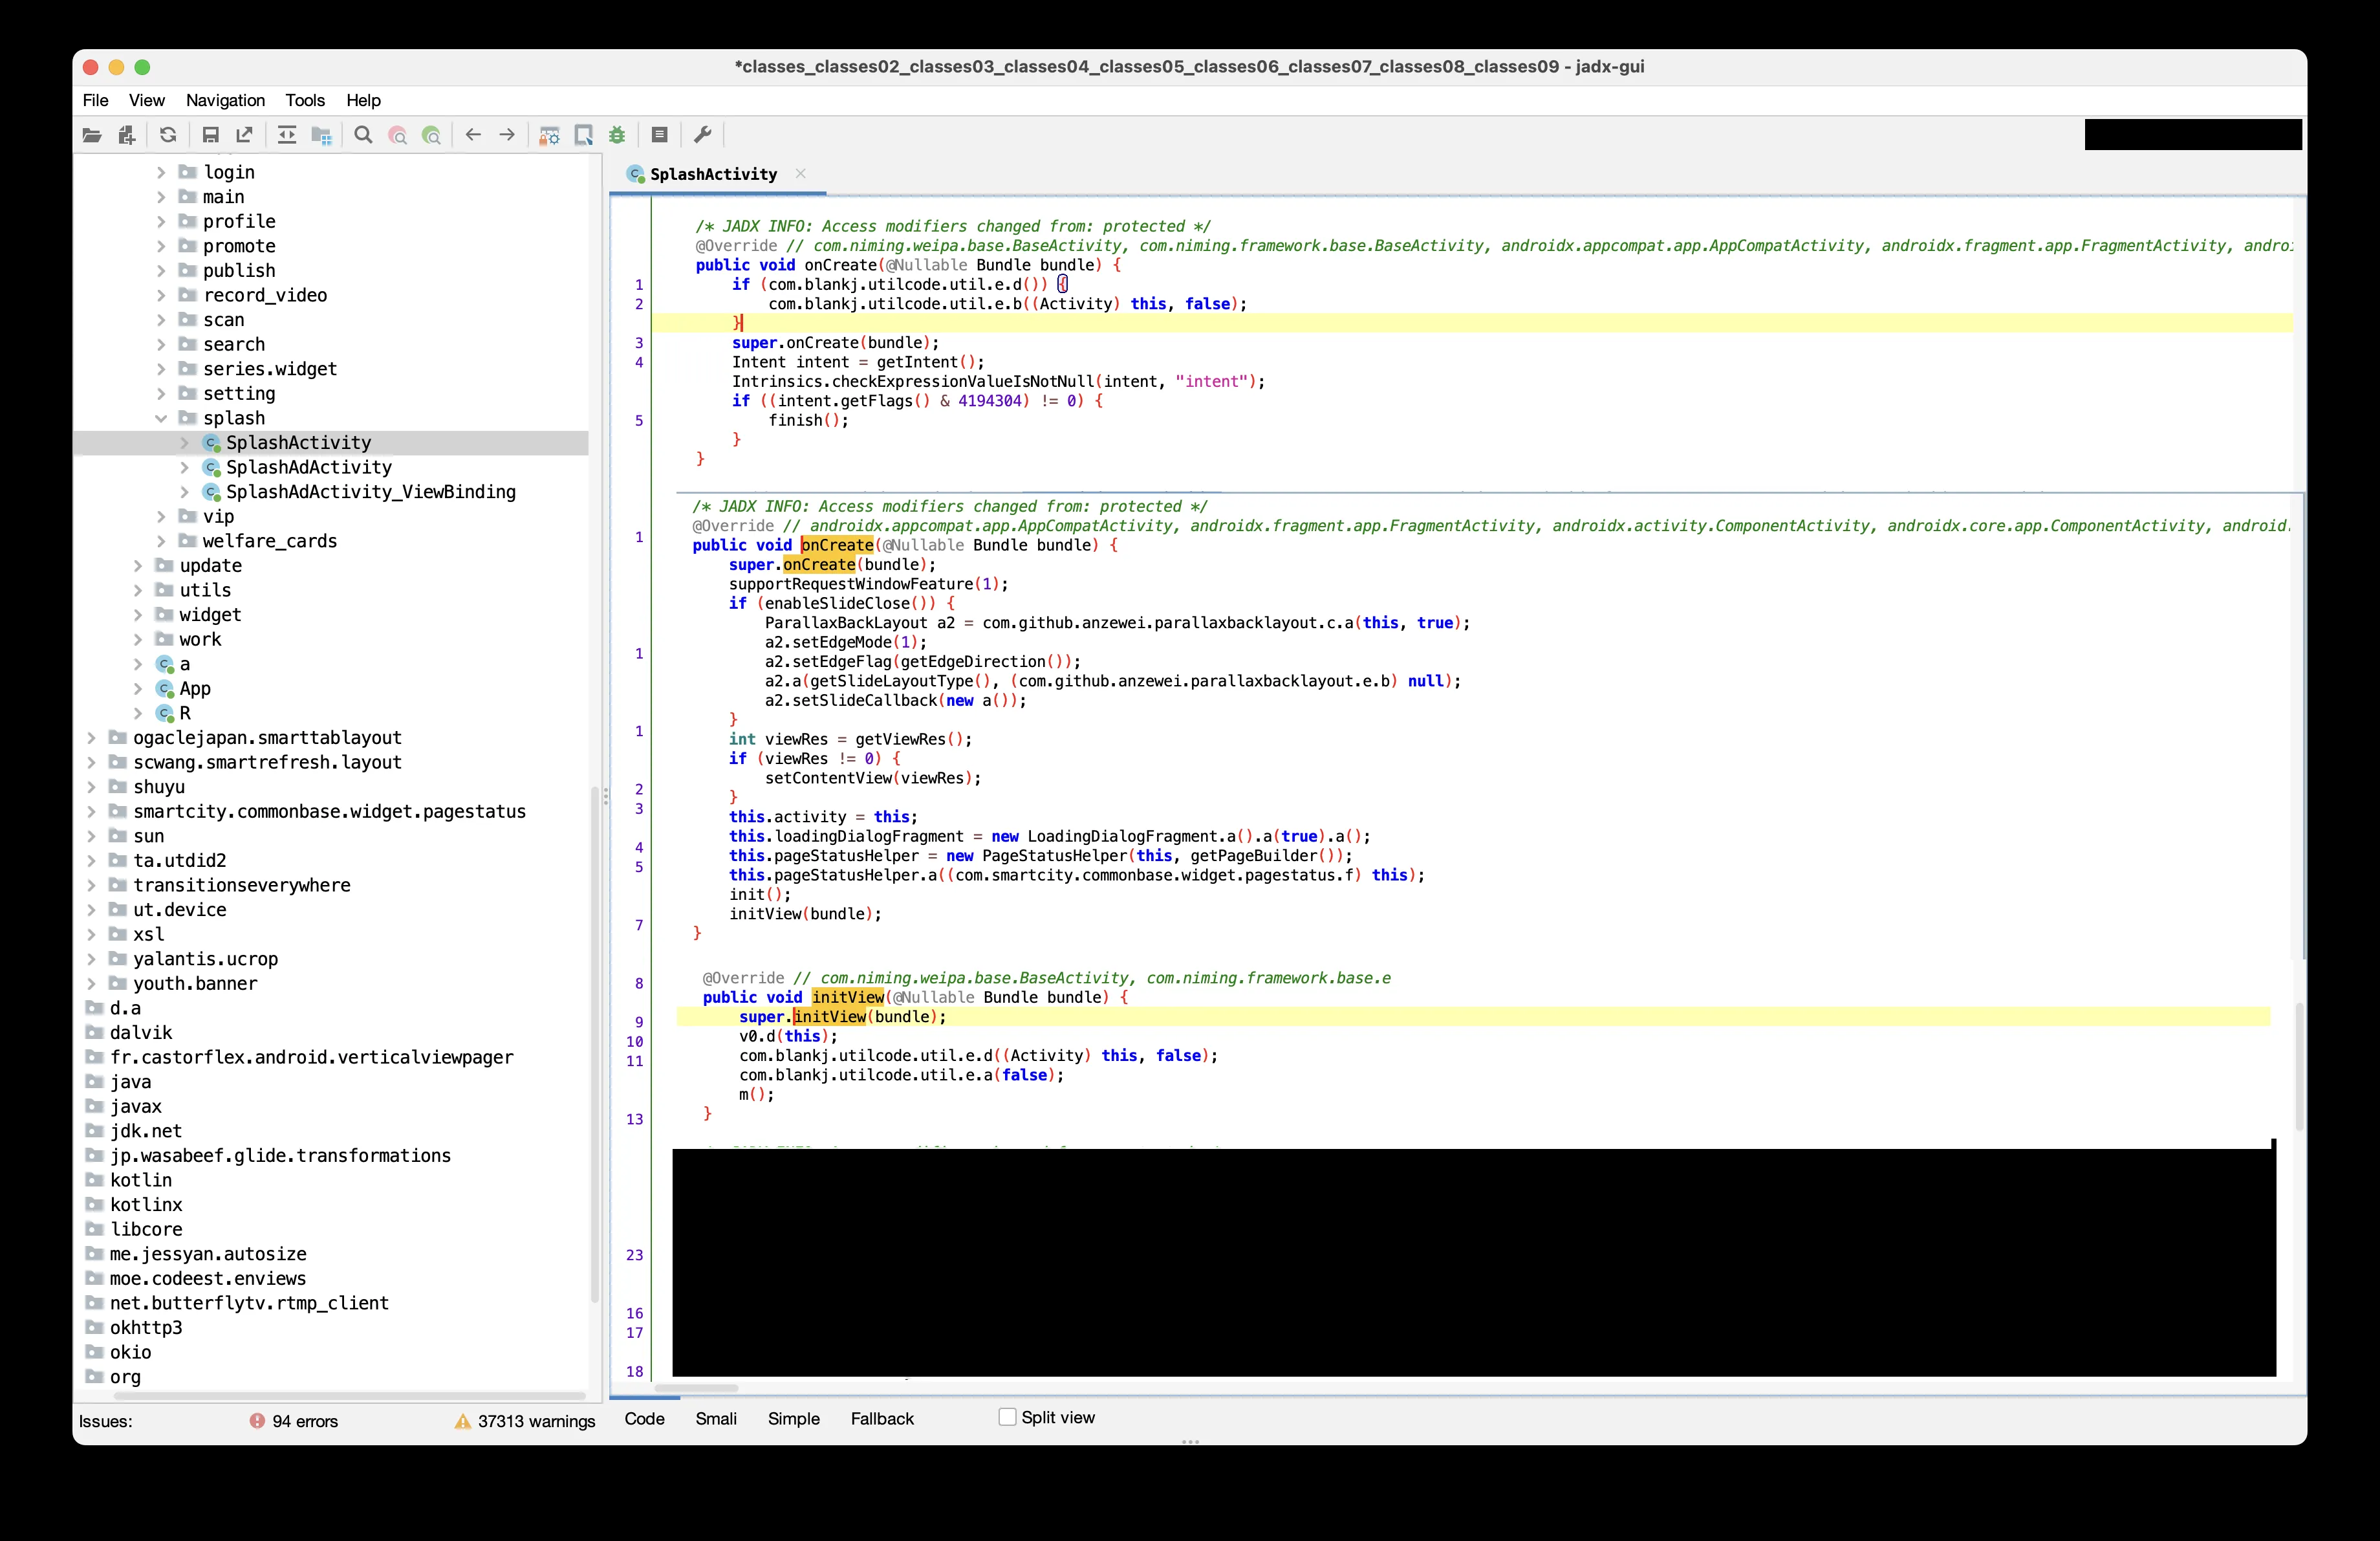 *classes_classes02_classes03_classes04_classes05_classes06_classes07_classes08_classes09 - jadx-gui
File View Navigation Tools Help
login
main
profile
promote
publish
record_video
scan
search
series.widget
setting
splash
SplashActivity
SplashAdActivity
SplashAdActivity_ViewBinding
vip
welfare_cards
update
utils
widget
work
a
App
R
ogaclejapan.smarttablayout
scwang.smartrefresh.layout
shuyu
smartcity.commonbase.widget.pagestatus
sun
ta.utdid2
transitionseverywhere
ut.device
xsl
yalantis.ucrop
youth.banner
d.a
dalvik
fr.castorflex.android.verticalviewpager
java
javax
jdk.net
jp.wasabeef.glide.transformations
kotlin
kotlinx
libcore
me.jessyan.autosize
moe.codeest.enviews
net.butterflytv.rtmp_client
okhttp3
okio
org
Issues: 94 errors 37313 warnings
SplashActivity
/* JADX INFO: Access modifiers changed from: protected */
@Override // com.niming.weipa.base.BaseActivity, com.niming.framework.base.BaseActivity, androidx.appcompat.app.AppCompatActivity, androidx.fragment.app.FragmentActivity, androi
public void onCreate(@Nullable Bundle bundle) {
1 if (com.blankj.utilcode.util.e.d()) {
2 com.blankj.utilcode.util.e.b((Activity) this, false);
}
3 super.onCreate(bundle);
4 Intent intent = getIntent();
Intrinsics.checkExpressionValueIsNotNull(intent, "intent");
if ((intent.getFlags() & 4194304) != 0) {
5 finish();
}
}
/* JADX INFO: Access modifiers changed from: protected */
@Override // androidx.appcompat.app.AppCompatActivity, androidx.fragment.app.FragmentActivity, androidx.activity.ComponentActivity, androidx.core.app.ComponentActivity, android.
1 public void onCreate(@Nullable Bundle bundle) {
super.onCreate(bundle);
supportRequestWindowFeature(1);
if (enableSlideClose()) {
ParallaxBackLayout a2 = com.github.anzewei.parallaxbacklayout.c.a(this, true);
a2.setEdgeMode(1);
1 a2.setEdgeFlag(getEdgeDirection());
a2.a(getSlideLayoutType(), (com.github.anzewei.parallaxbacklayout.e.b) null);
a2.setSlideCallback(new a());
}
1 int viewRes = getViewRes();
if (viewRes != 0) {
setContentView(viewRes);
2 }
3 this.activity = this;
this.loadingDialogFragment = new LoadingDialogFragment.a().a(true).a();
4 this.pageStatusHelper = new PageStatusHelper(this, getPageBuilder());
5 this.pageStatusHelper.a((com.smartcity.commonbase.widget.pagestatus.f) this);
init();
initView(bundle);
7 }
8 @Override // com.niming.weipa.base.BaseActivity, com.niming.framework.base.e
public void initView(@Nullable Bundle bundle) {
9 super.initView(bundle);
10 v0.d(this);
11 com.blankj.utilcode.util.e.d((Activity) this, false);
com.blankj.utilcode.util.e.a(false);
m();
13 }
23
16
17
18
Code Smali Simple Fallback Split view